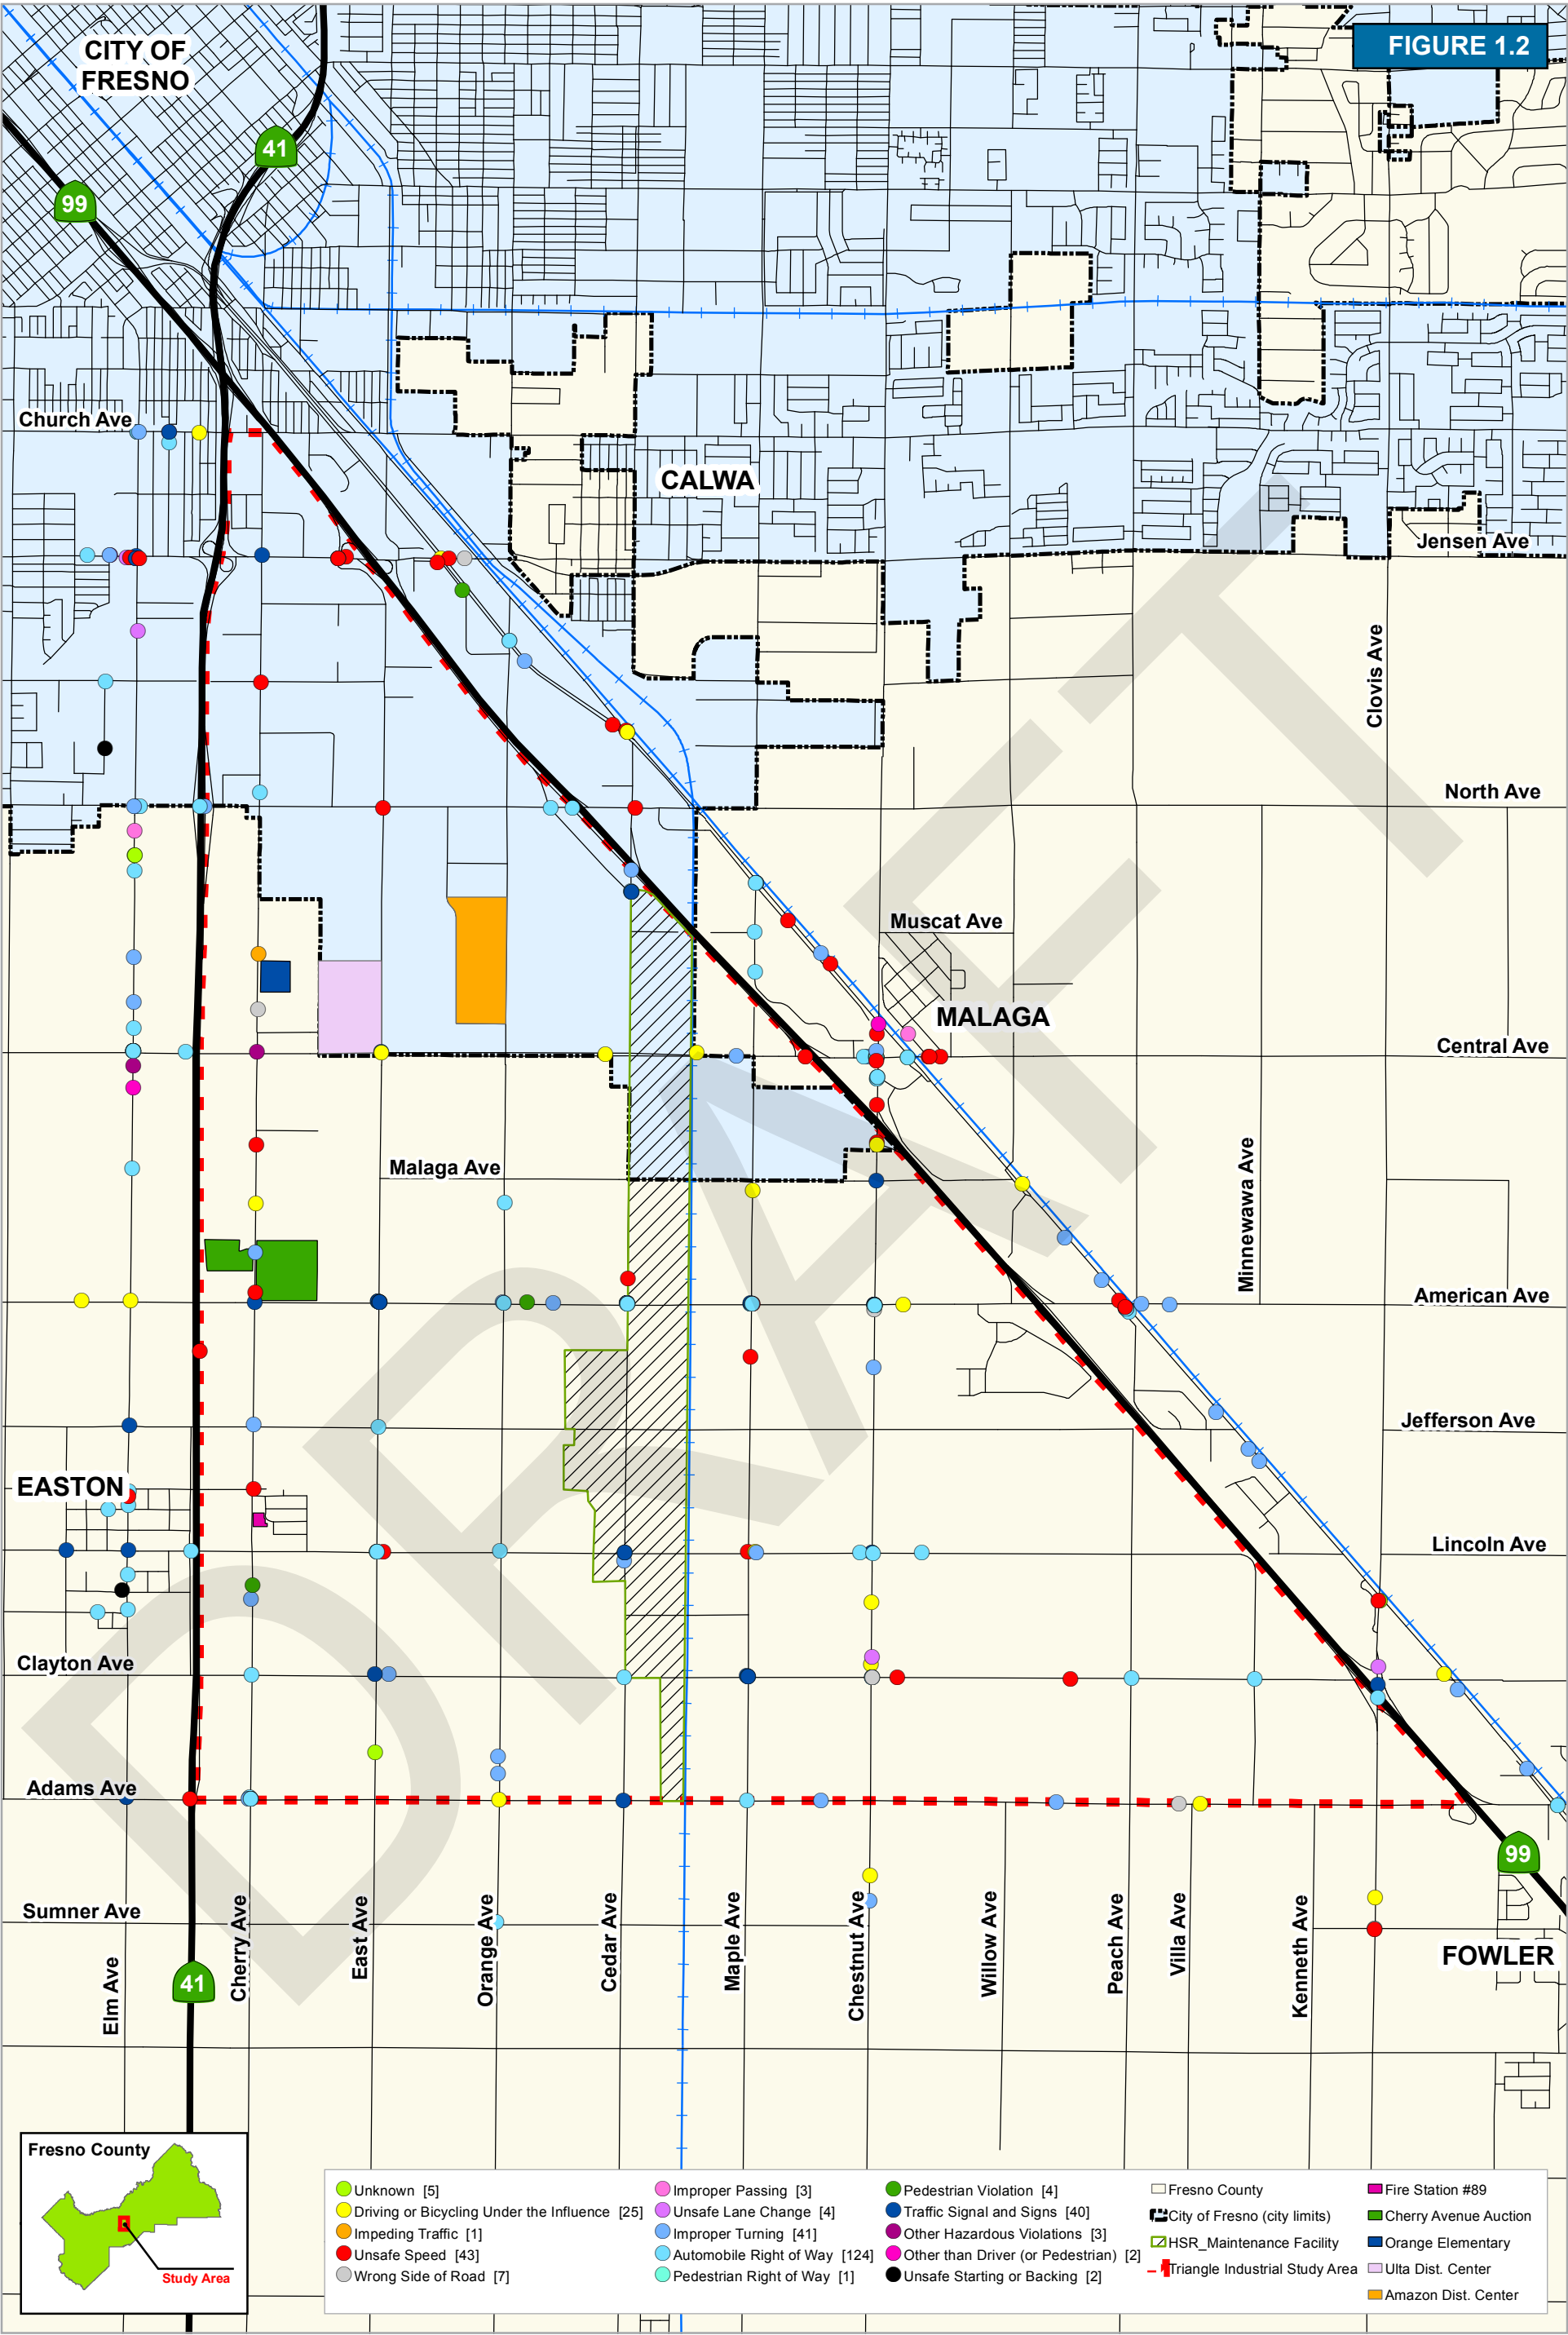 FIGURE 1.2
CITY OF
FRESNO
41
99
Church Ave
CALWA
Jensen Ave
Clovis Ave
North Ave
Muscat Ave
MALAGA
Central Ave
Malaga Ave
Minnewawa Ave
American Ave
Jefferson Ave
EASTON
Lincoln Ave
Clayton Ave
Adams Ave
99
Sumner Ave
Elm Ave
Cherry Ave
East Ave
Orange Ave
Cedar Ave
Maple Ave
Chestnut Ave
Willow Ave
Peach Ave
Villa Ave
Kenneth Ave
FOWLER
41
DRAFT
Fresno County
Study Area
Unknown [5]
Driving or Bicycling Under the Influence [25]
Impeding Traffic [1]
Unsafe Speed [43]
Wrong Side of Road [7]
Improper Passing [3]
Unsafe Lane Change [4]
Improper Turning [41]
Automobile Right of Way [124]
Pedestrian Right of Way [1]
Pedestrian Violation [4]
Traffic Signal and Signs [40]
Other Hazardous Violations [3]
Other than Driver (or Pedestrian) [2]
Unsafe Starting or Backing [2]
Fresno County
City of Fresno (city limits)
HSR_Maintenance Facility
Triangle Industrial Study Area
Fire Station #89
Cherry Avenue Auction
Orange Elementary
Ulta Dist. Center
Amazon Dist. Center